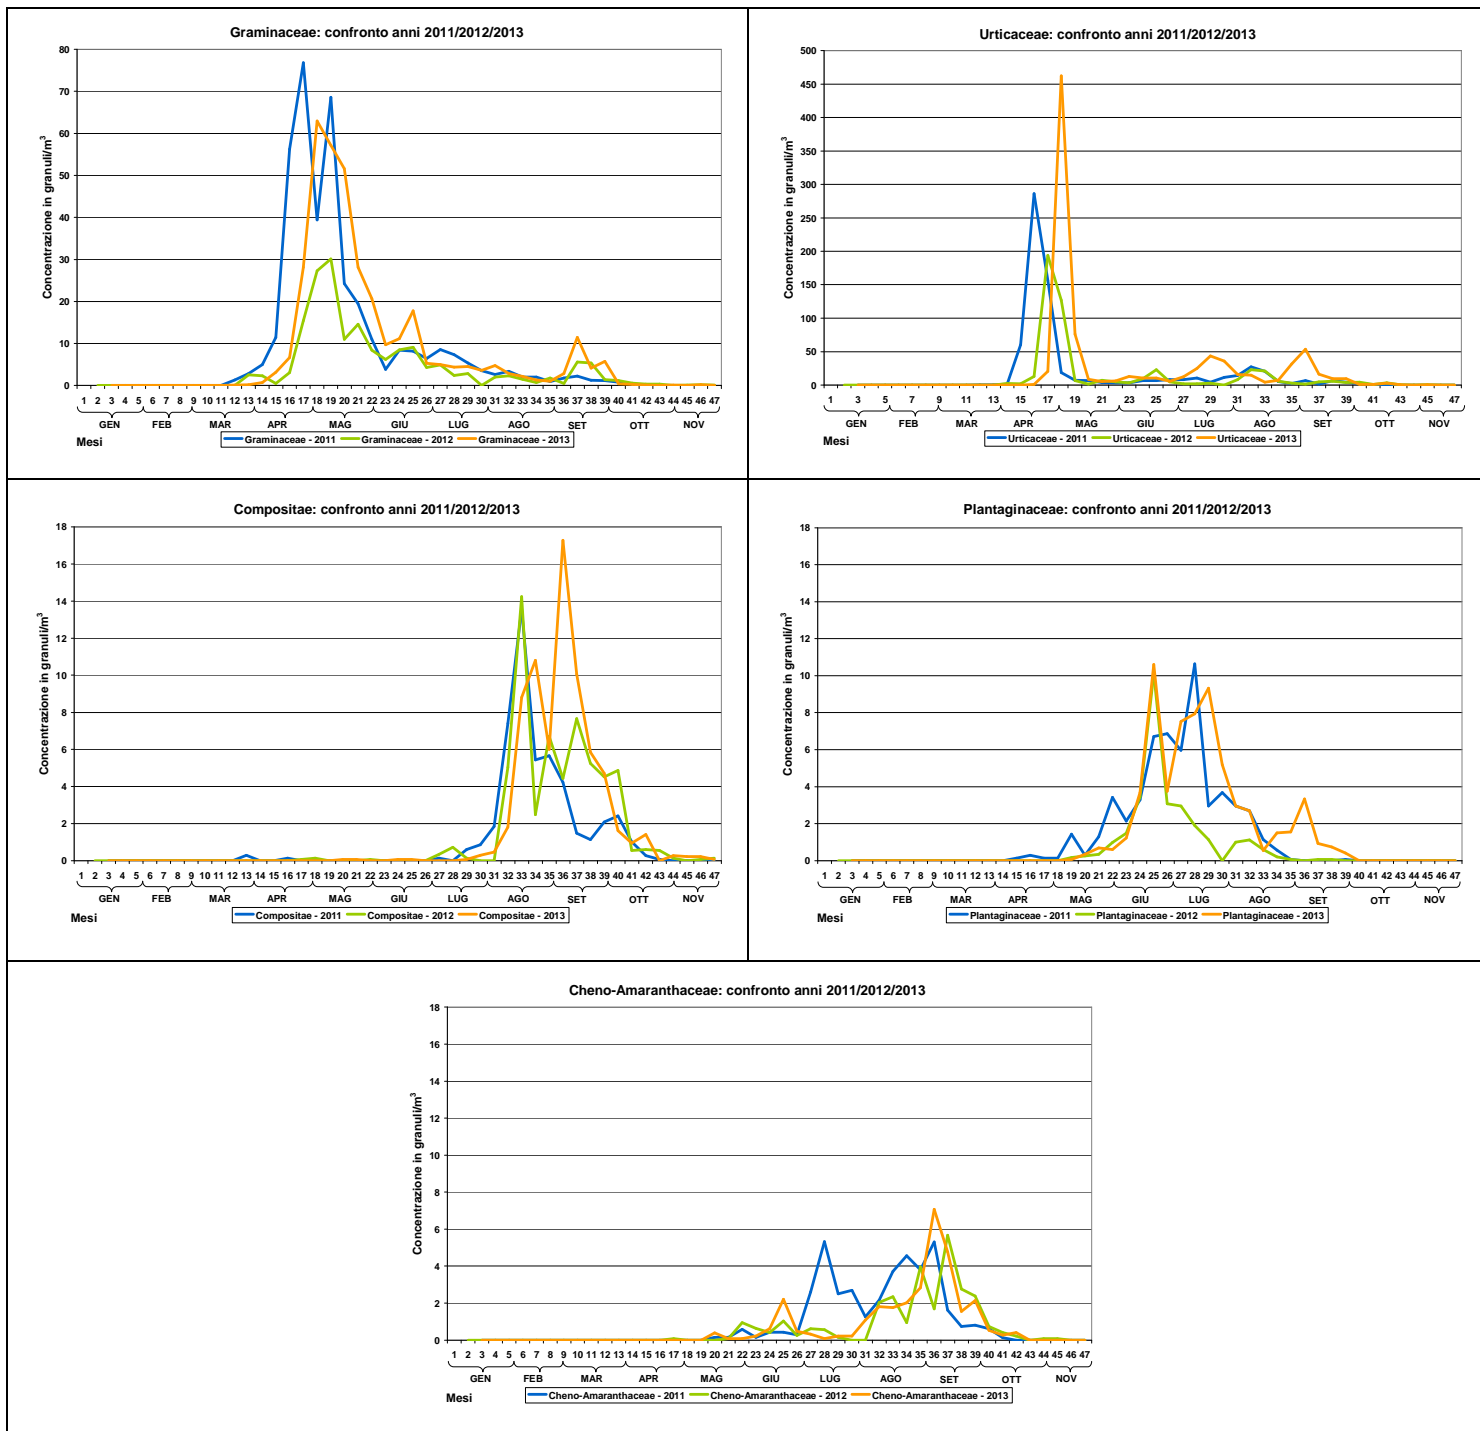 Graminaceae: confronto anni 2011/2012/2013
Concentrazione in granuli/m³
80
70
60
50
40
30
20
10
0
1 2 3 4 5 6 7 8 9 10 11 12 13 14 15 16 17 18 19 20 21 22 23 24 25 26 27 28 29 30 31 32 33 34 35 36 37 38 39 40 41 42 43 44 45 46 47
GEN FEB MAR APR MAG GIU LUG AGO SET OTT NOV
Mesi
Graminaceae - 2011 Graminaceae - 2012 Graminaceae - 2013
Urticaceae: confronto anni 2011/2012/2013
Concentrazione in granuli/m³
500
450
400
350
300
250
200
150
100
50
0
1 3 5 7 9 11 13 15 17 19 21 23 25 27 29 31 33 35 37 39 41 43 45 47
GEN FEB MAR APR MAG GIU LUG AGO SET OTT NOV
Mesi
Urticaceae - 2011 Urticaceae - 2012 Urticaceae - 2013
Compositae: confronto anni 2011/2012/2013
Concentrazione in granuli/m³
18
16
14
12
10
8
6
4
2
0
1 2 3 4 5 6 7 8 9 10 11 12 13 14 15 16 17 18 19 20 21 22 23 24 25 26 27 28 29 30 31 32 33 34 35 36 37 38 39 40 41 42 43 44 45 46 47
GEN FEB MAR APR MAG GIU LUG AGO SET OTT NOV
Mesi
Compositae - 2011 Compositae - 2012 Compositae - 2013
Plantaginaceae: confronto anni 2011/2012/2013
Concentrazione in granuli/m³
18
16
14
12
10
8
6
4
2
0
1 2 3 4 5 6 7 8 9 10 11 12 13 14 15 16 17 18 19 20 21 22 23 24 25 26 27 28 29 30 31 32 33 34 35 36 37 38 39 40 41 42 43 44 45 46 47
GEN FEB MAR APR MAG GIU LUG AGO SET OTT NOV
Mesi
Plantaginaceae - 2011 Plantaginaceae - 2012 Plantaginaceae - 2013
Cheno-Amaranthaceae: confronto anni 2011/2012/2013
Concentrazione in granuli/m³
18
16
14
12
10
8
6
4
2
0
1 2 3 4 5 6 7 8 9 10 11 12 13 14 15 16 17 18 19 20 21 22 23 24 25 26 27 28 29 30 31 32 33 34 35 36 37 38 39 40 41 42 43 44 45 46 47
GEN FEB MAR APR MAG GIU LUG AGO SET OTT NOV
Mesi
Cheno-Amaranthaceae - 2011 Cheno-Amaranthaceae - 2012 Cheno-Amaranthaceae - 2013